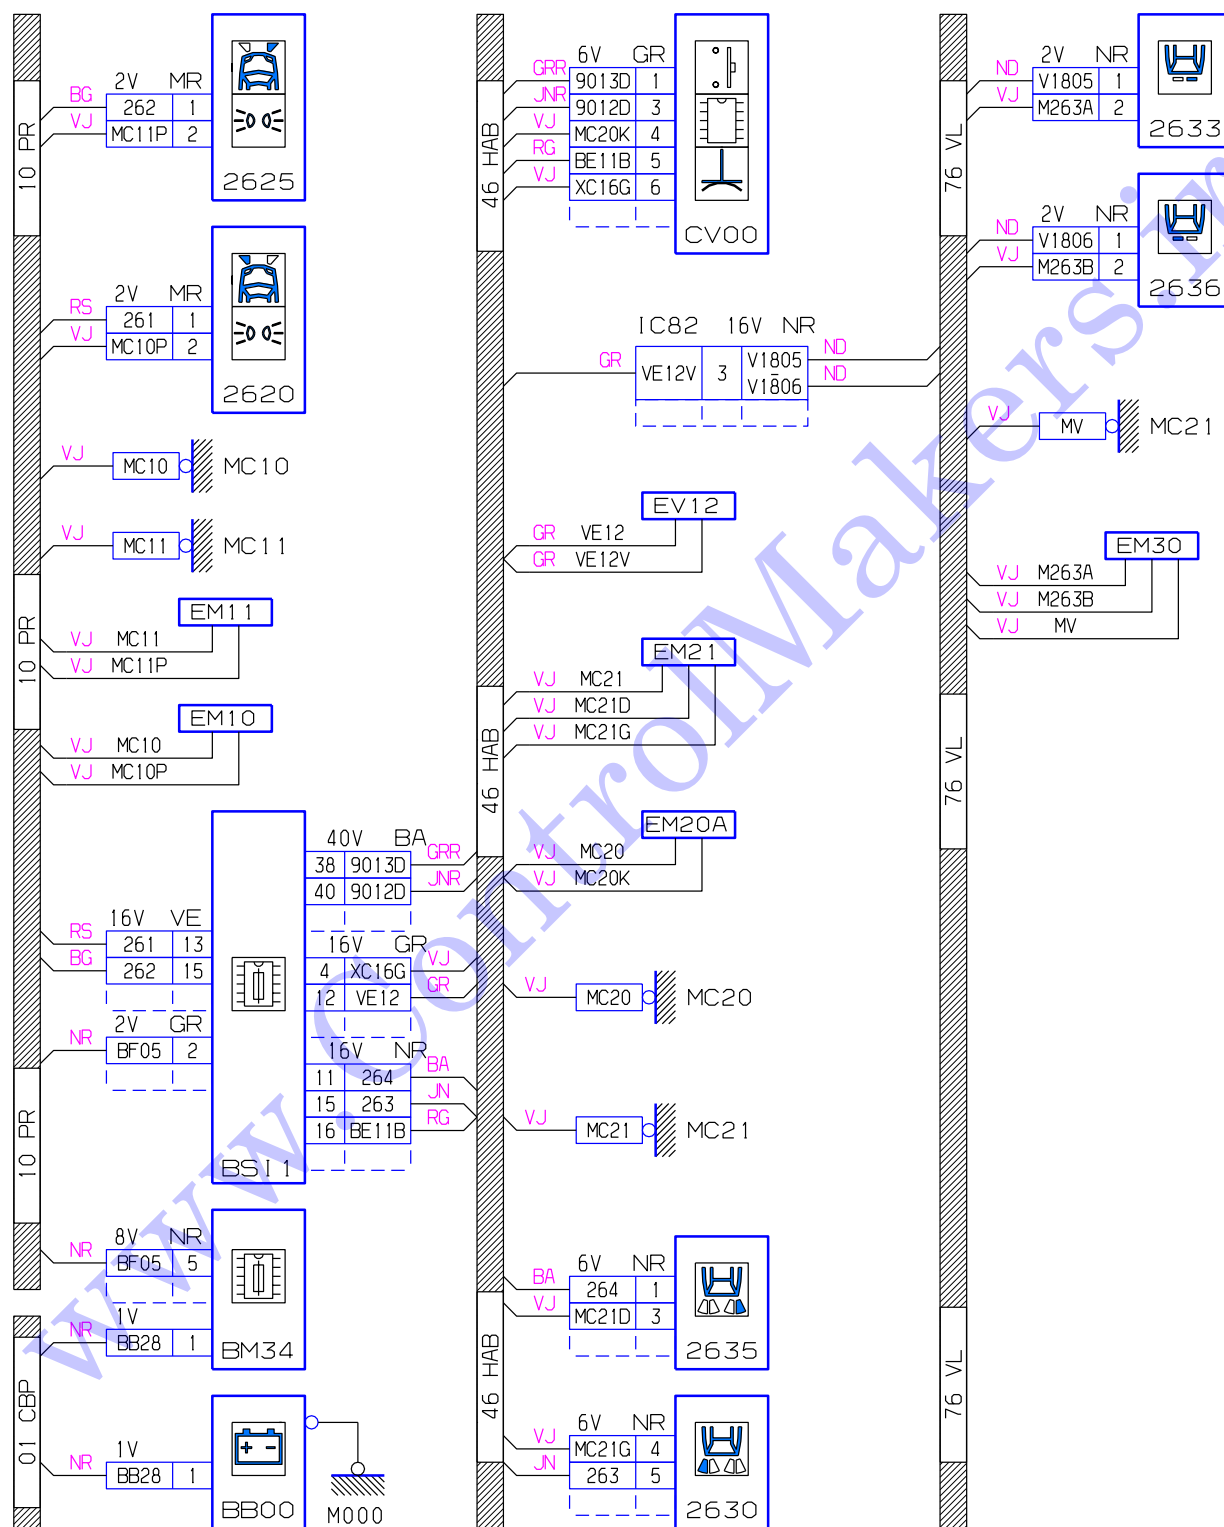 10 PR
2V MR
BG 262 1
VJ MC11P 2
2625
2V MR
RS 261 1
VJ MC10P 2
2620
VJ MC10 MC10
VJ MC11 MC11
10 PR
EM11
VJ MC11
VJ MC11P
EM10
VJ MC10
VJ MC10P
40V BA
38 9013D GRR
40 9012D JNR
16V VE
RS 261 13
BG 262 15
16V GR
4 XC16G VJ
12 VE12 GR
2V GR
NR BF05 2
16V NR
11 264 BA
15 263 JN
16 BE11B RG
BSI1
10 PR
8V NR
NR BF05 5
1V
NR BB28 1
BM34
01 CBP
1V
NR BB28 1
+ -
BB00
M000
46 HAB
6V GR
GRR 9013D 1
JNR 9012D 3
VJ MC20K 4
RG BE11B 5
VJ XC16G 6
CV00
IC82 16V NR
GR VE12V 3 V1805 ND
V1806 ND
EV12
GR VE12
GR VE12V
EM21
VJ MC21
VJ MC21D
VJ MC21G
46 HAB
EM20A
VJ MC20
VJ MC20K
VJ MC20 MC20
VJ MC21 MC21
6V NR
BA 264 1
VJ MC21D 3
2635
46 HAB
6V NR
VJ MC21G 4
JN 263 5
2630
76 VL
2V NR
ND V1805 1
VJ M263A 2
2633
2V NR
ND V1806 1
VJ M263B 2
2636
VJ MV MC21
EM30
VJ M263A
VJ M263B
VJ MV
76 VL
76 VL
www.ControlMakers.ir